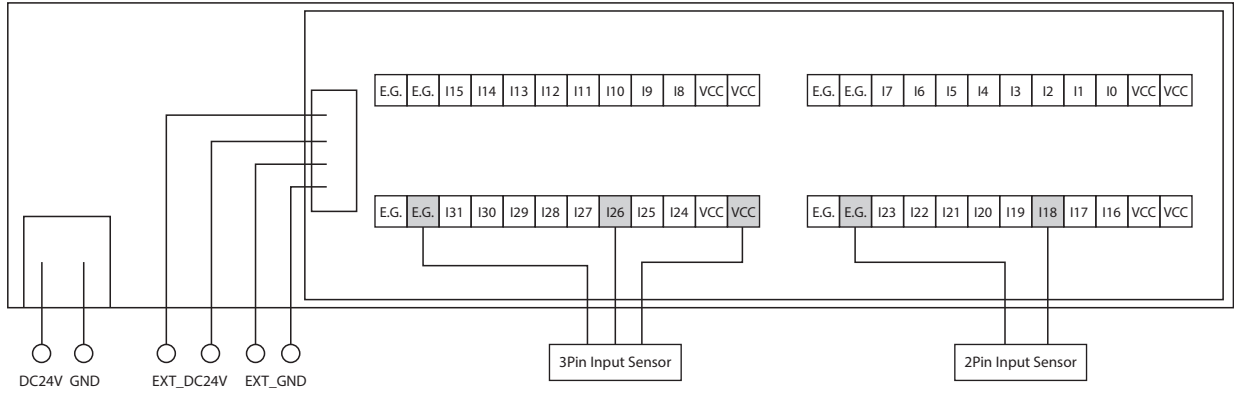 E.G. E.G. I15 I14 I13 I12 I11 I10 I9 I8 VCC VCC
E.G. E.G. I7 I6 I5 I4 I3 I2 I1 I0 VCC VCC
E.G. E.G. I31 I30 I29 I28 I27 I26 I25 I24 VCC VCC
E.G. E.G. I23 I22 I21 I20 I19 I18 I17 I16 VCC VCC
3Pin Input Sensor
2Pin Input Sensor
DC24V GND
EXT_DC24V
EXT_GND